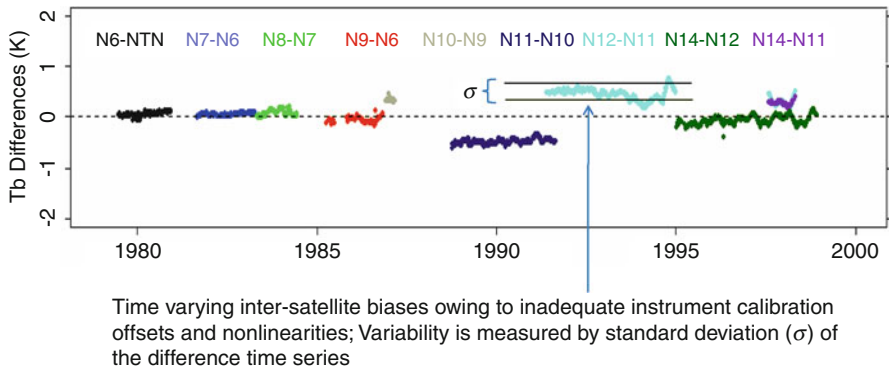 2
N6-NTN N7-N6 N8-N7 N9-N6 N10-N9 N11-N10 N12-N11 N14-N12 N14-N11
1
σ
0
-1
-2
Tb Differences (K)
1980 1985 1990 1995 2000
Time varying inter-satellite biases owing to inadequate instrument calibration
offsets and nonlinearities; Variability is measured by standard deviation (σ) of
the difference time series